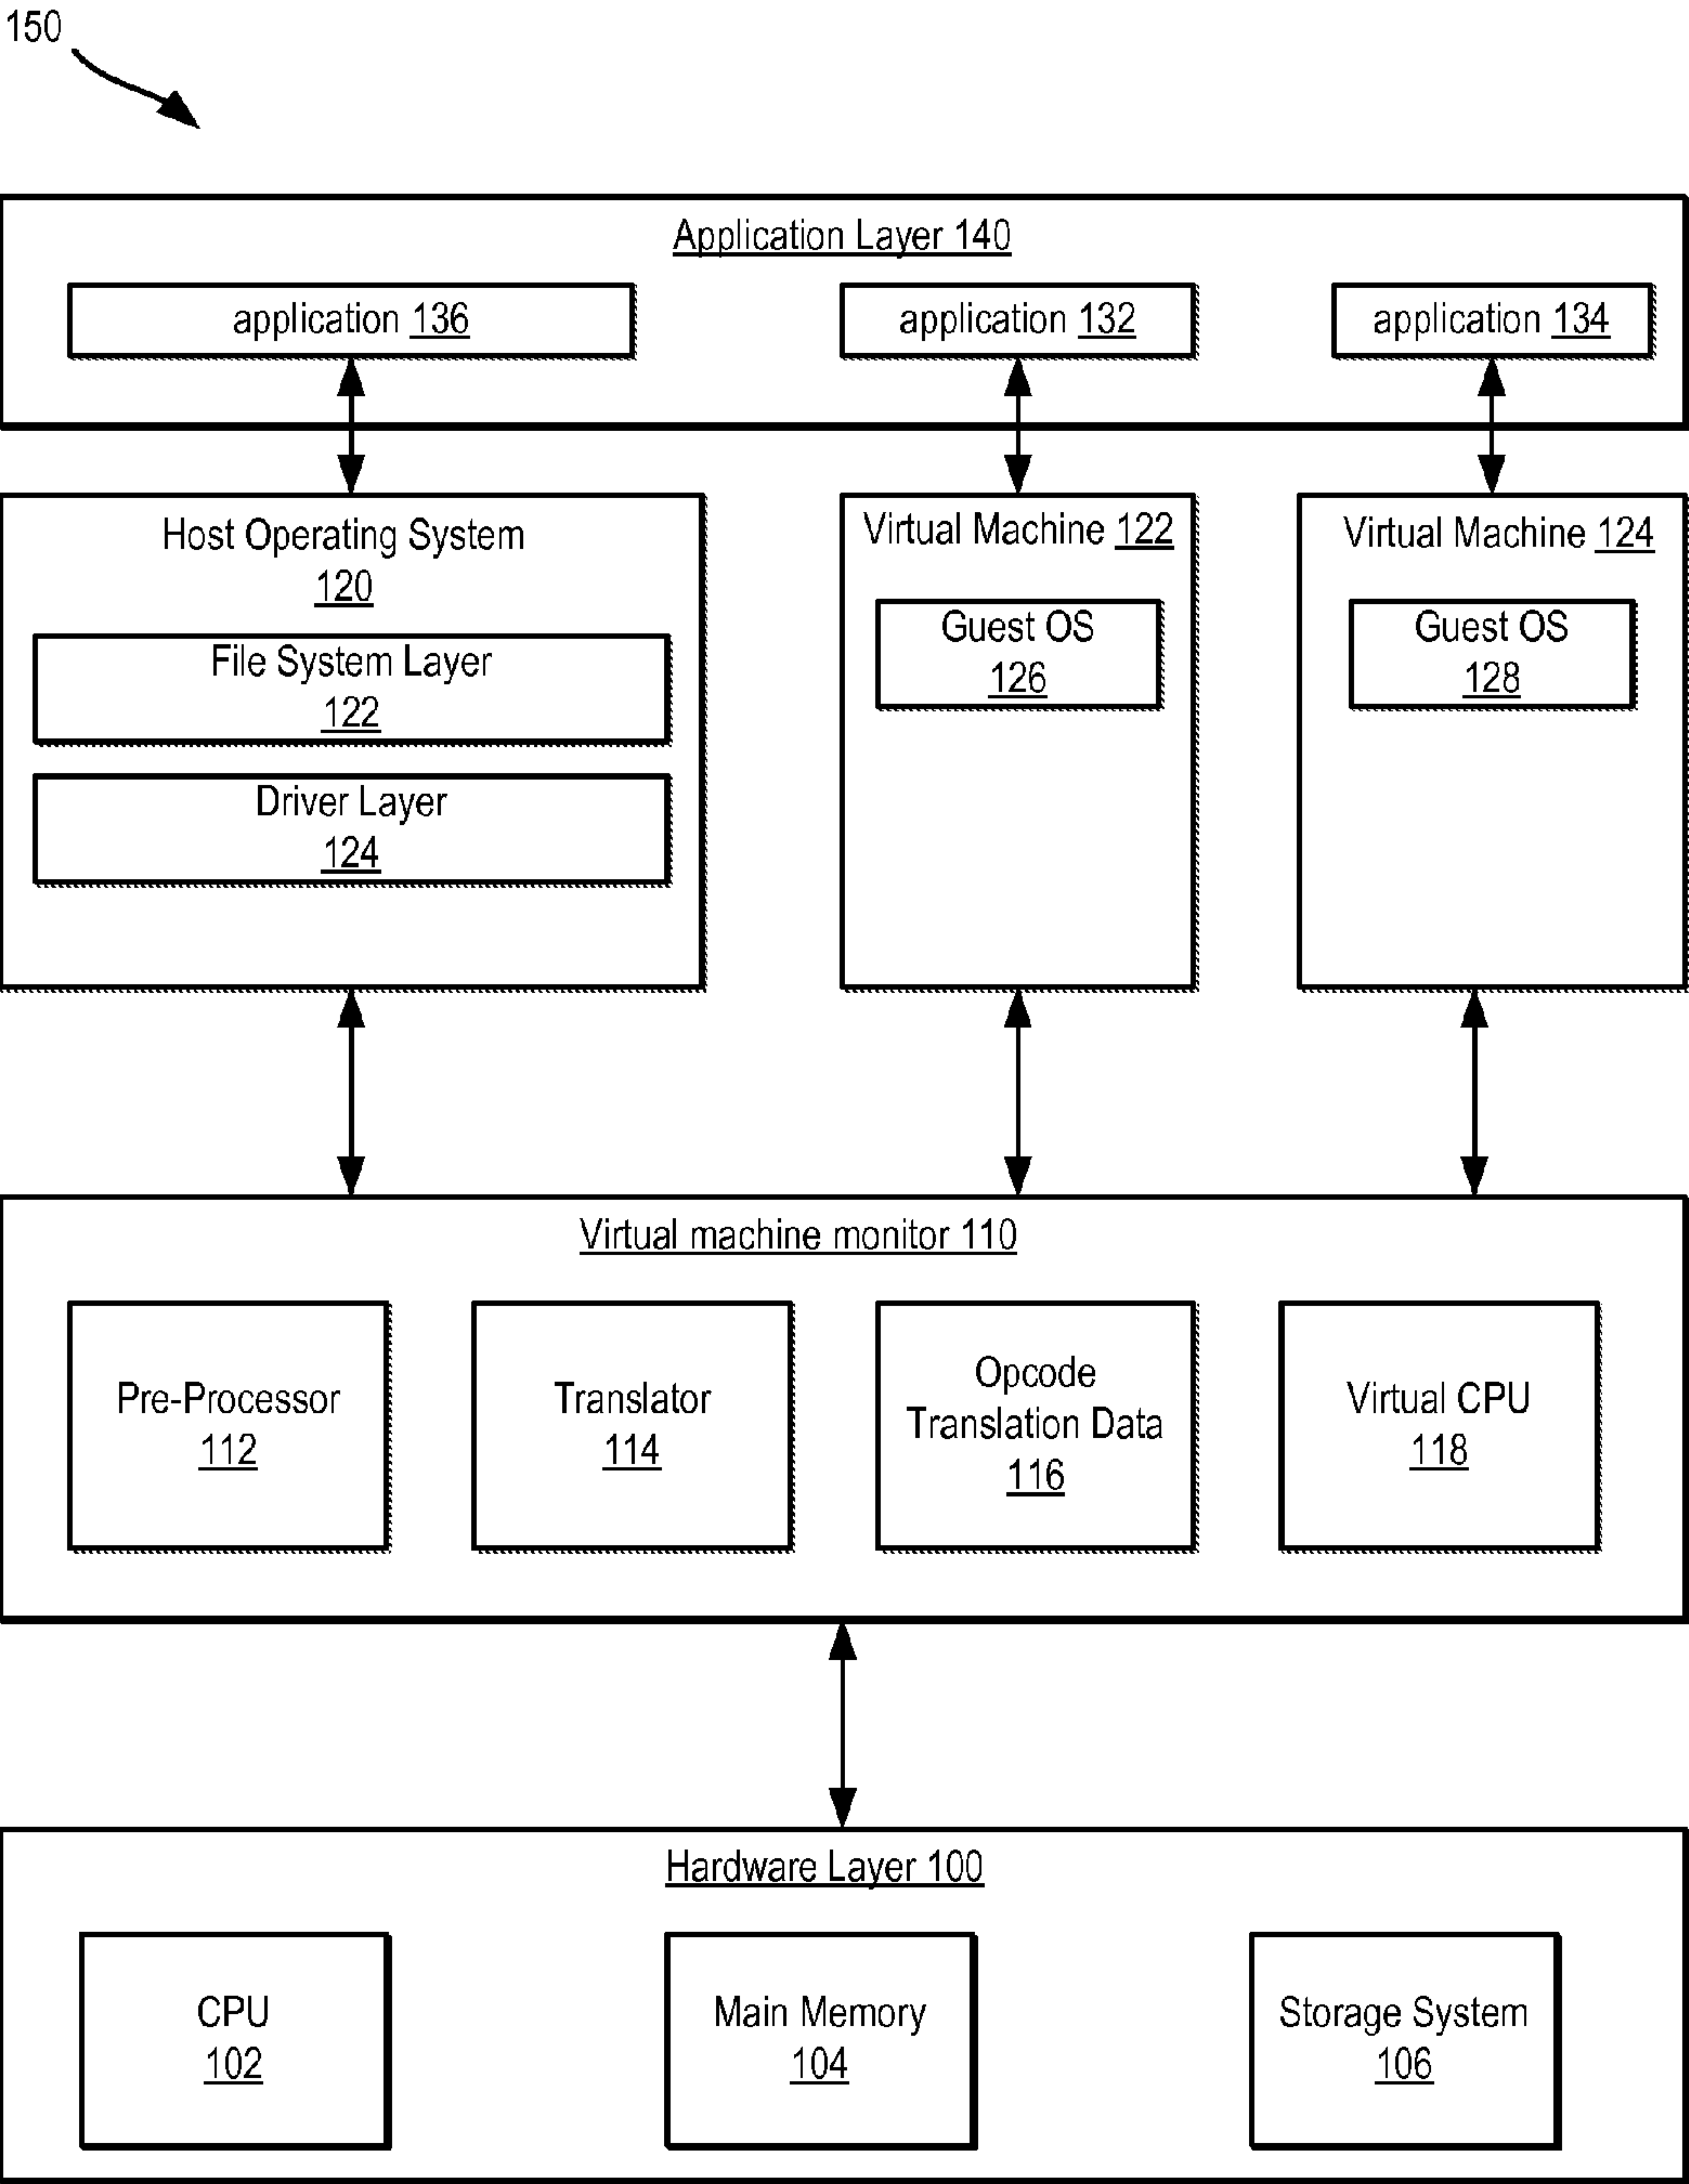 150
Application Layer 140
application 136
application 132
application 134
Host Operating System
120
File System Layer
122
Driver Layer
124
Virtual Machine 122
Guest OS
126
Virtual Machine 124
Guest OS
128
Virtual machine monitor 110
Pre-Processor
112
Translator
114
Opcode
Translation Data
116
Virtual CPU
118
Hardware Layer 100
CPU
102
Main Memory
104
Storage System
106